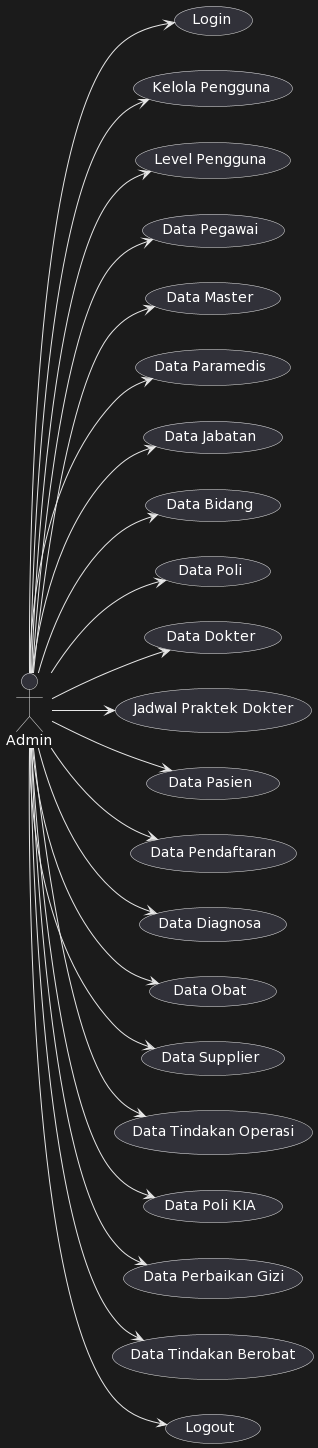 Login
Kelola Pengguna
Level Pengguna
Data Pegawai
Data Master
Data Paramedis
Data Jabatan
Data Bidang
Data Poli
Data Dokter
Jadwal Praktek Dokter
Admin
Data Pasien
Data Pendaftaran
Data Diagnosa
Data Obat
Data Supplier
Data Tindakan Operasi
Data Poli KIA
Data Perbaikan Gizi
Data Tindakan Berobat
Logout